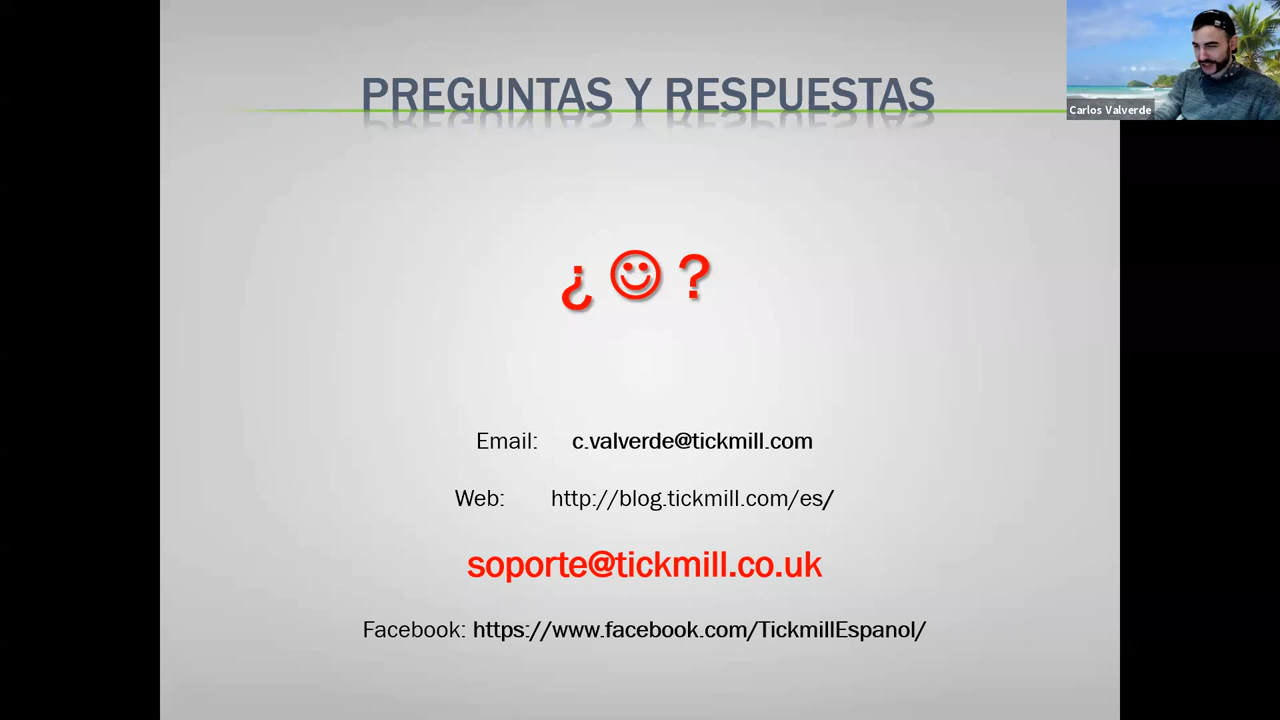 PREGUNTAS Y RESPUESTAS
Carlos Valverde
¿☺?
Email: c.valverde@tickmill.com
Web: http://blog.tickmill.com/es/
soporte@tickmill.co.uk
Facebook: https://www.facebook.com/TickmillEspanol/